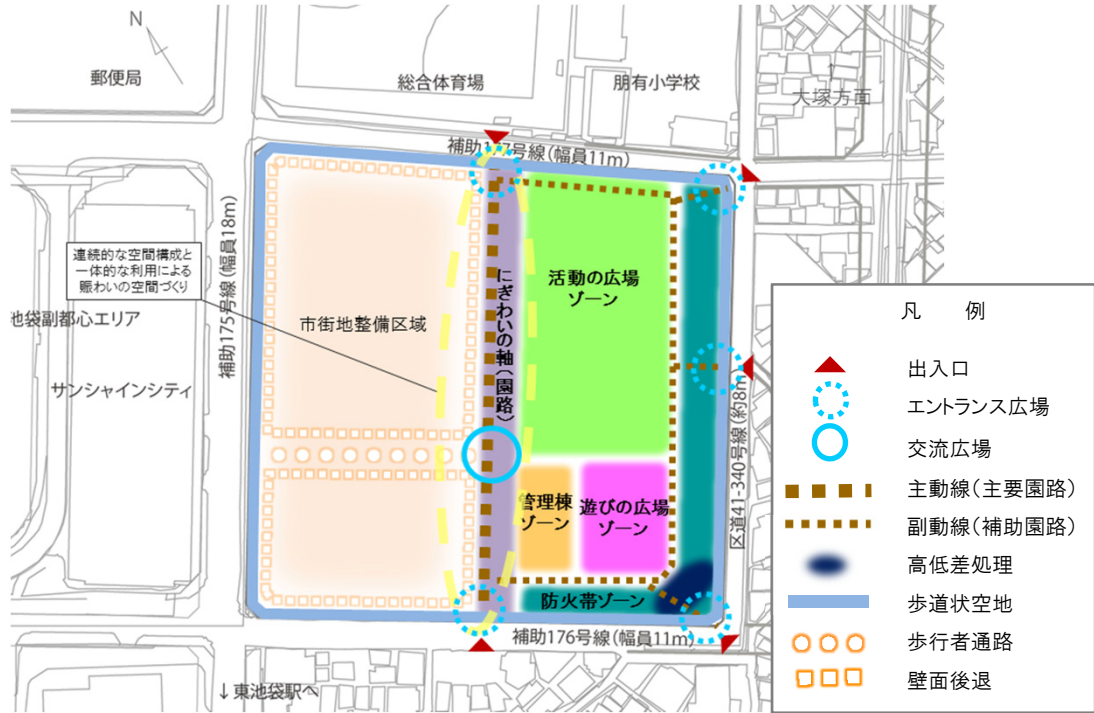 N
郵便局
総合体育場
朋有小学校
↑
大塚方面
補助177号線(幅員11m)
連続的な空間構成と
一体的な利用による
賑わいの空間づくり
補助175号線(幅員18m)
池袋副都心エリア
サンシャインシティ
市街地整備区域
にぎわいの軸(園路)
活動の広場
ゾーン
管理棟
ゾーン
遊びの広場
ゾーン
防火帯ゾーン
区道41-340号線(約8m)
補助176号線(幅員11m)
↓東池袋駅へ
凡 例
出入口
エントランス広場
交流広場
主動線(主要園路)
副動線(補助園路)
高低差処理
歩道状空地
歩行者通路
壁面後退